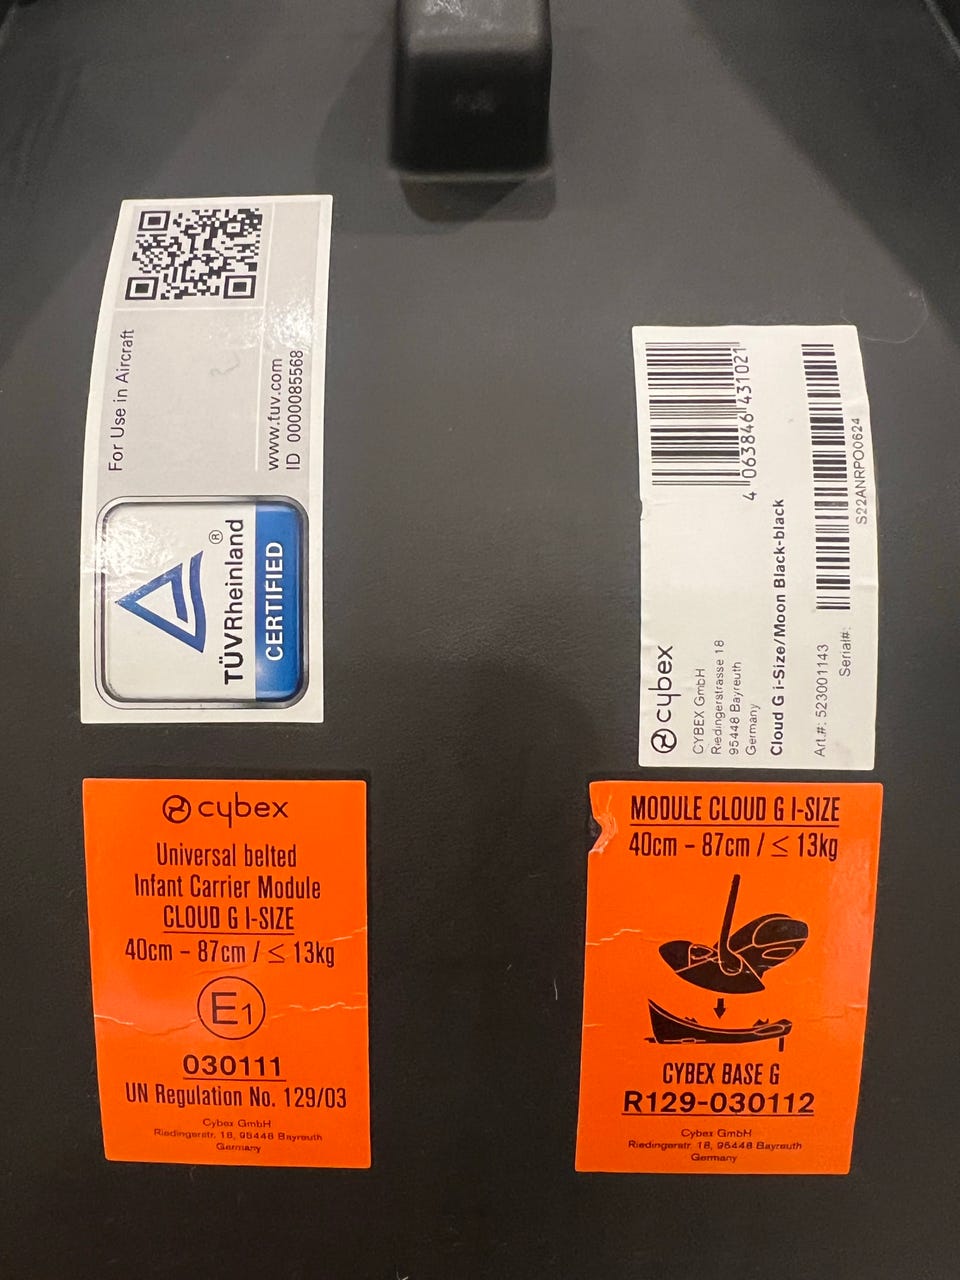 For Use in Aircraft
www.tuv.com
ID 0000085568
TÜVRheinland®
CERTIFIED
4 063846 431021
cybex
CYBEX GmbH
Riedingerstrasse 18
95448 Bayreuth
Germany
Cloud G i-Size/Moon Black-black
Art.#: 523001143
Serial#:
S22ANRPO0624
cybex
Universal belted
Infant Carrier Module
CLOUD G I-SIZE
40cm – 87cm / ≤ 13kg
E1
030111
UN Regulation No. 129/03
Cybex GmbH
Riedingerstr. 18, 95448 Bayreuth
Germany
MODULE CLOUD G I-SIZE
40cm – 87cm / ≤ 13kg
CYBEX BASE G
R129-030112
Cybex GmbH
Riedingerstr. 18, 95448 Bayreuth
Germany